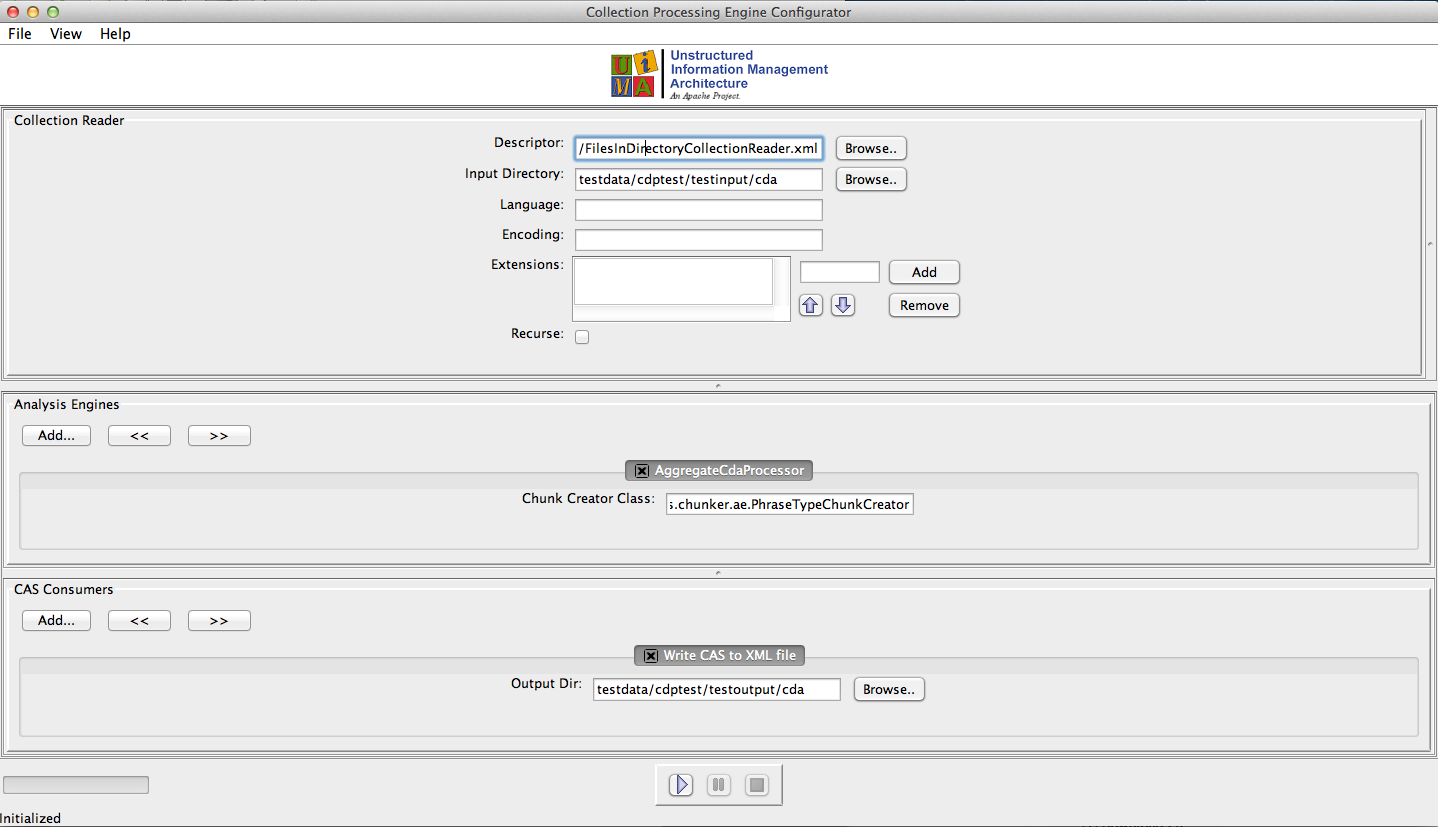 Collection Processing Engine Configurator
File View Help
UIMA
Unstructured
Information Management
Architecture
An Apache Project.
Collection Reader
Descriptor: /FilesInDirectoryCollectionReader.xml Browse..
Input Directory: testdata/cdptest/testinput/cda Browse..
Language:
Encoding:
Extensions: Add
Remove
Recurse:
Analysis Engines
Add... << >>
AggregateCdaProcessor
Chunk Creator Class: s.chunker.ae.PhraseTypeChunkCreator
CAS Consumers
Add... << >>
Write CAS to XML file
Output Dir: testdata/cdptest/testoutput/cda Browse..
Initialized